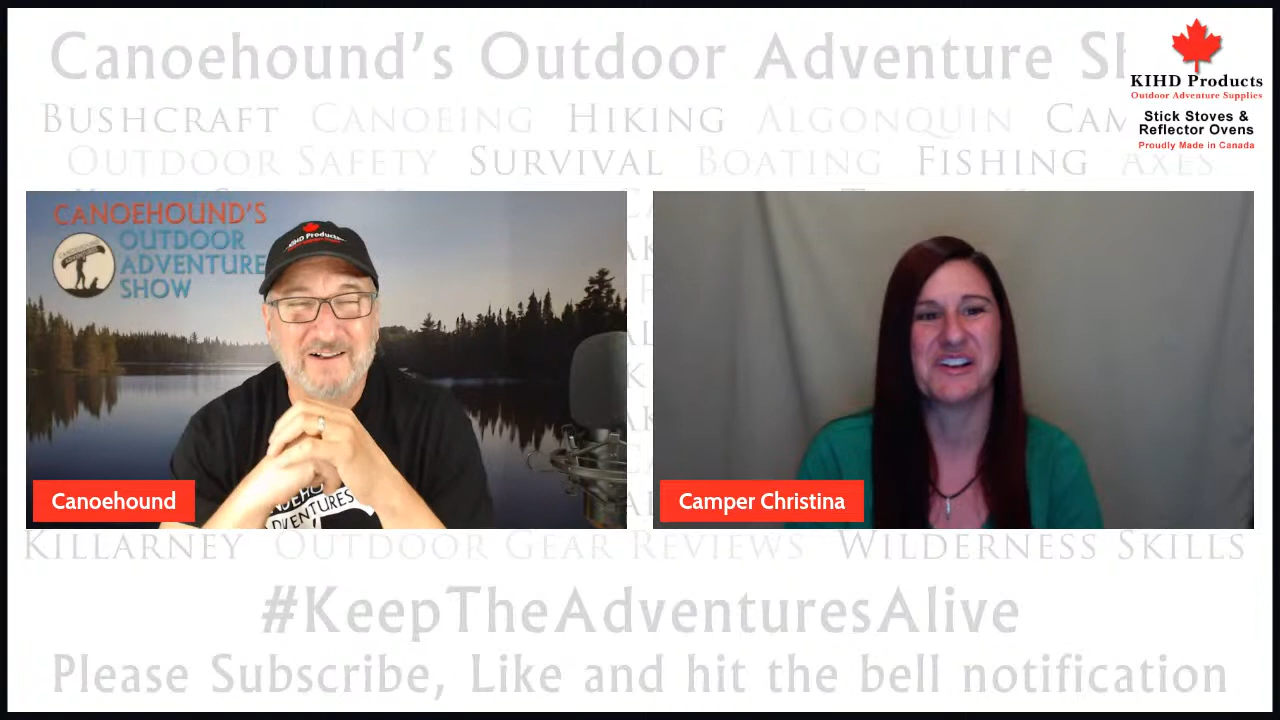 Canoehound's Outdoor Adventure
KIHD Products
Outdoor Adventure Supplies
Stick Stoves &
Reflector Ovens
Proudly Made in Canada
BUSHCRAFT CANOEING HIKING ALGONQUIN CAM
OUTDOOR SAFETY SURVIVAL BOATING FISHING AXES
CANOEHOUND'S
OUTDOOR
ADVENTURE
SHOW
KIHD Products
ADVENTURES
Canoehound
Camper Christina
KILLARNEY OUTDOOR GEAR REVIEWS WILDERNESS SKILLS
#KeepTheAdventuresAlive
Please Subscribe, Like and hit the bell notification